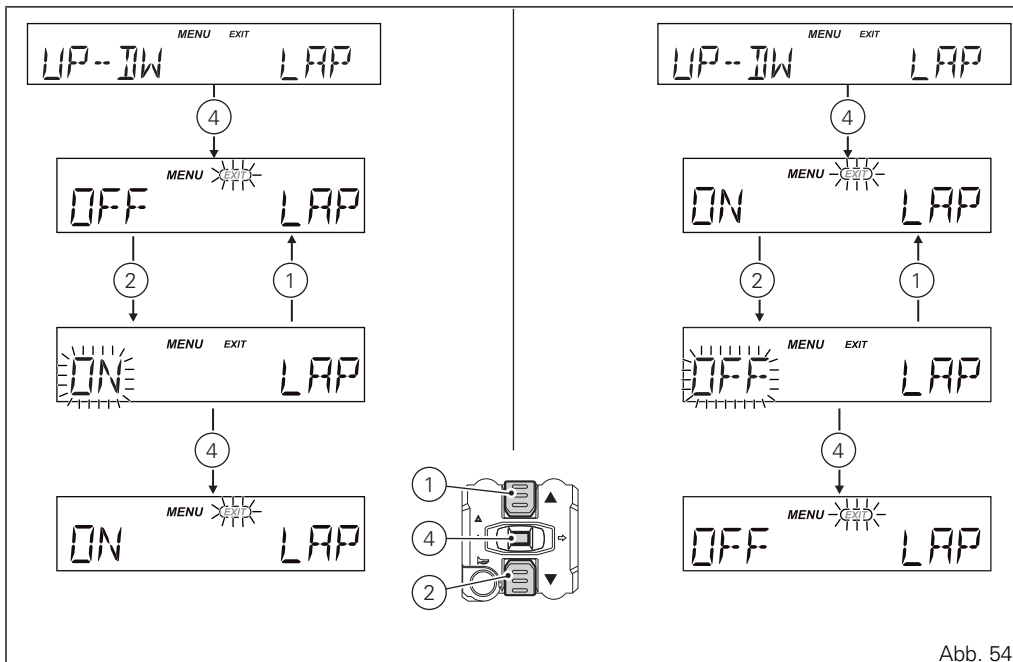 MENU EXIT
UP--DW LAP
4
MENU EXIT
OFF LAP
2 1
MENU EXIT
ON LAP
4
MENU EXIT
ON LAP
MENU EXIT
UP--DW LAP
4
MENU EXIT
ON LAP
2 1
MENU EXIT
OFF LAP
4
MENU EXIT
OFF LAP
1
4
2
Abb. 54